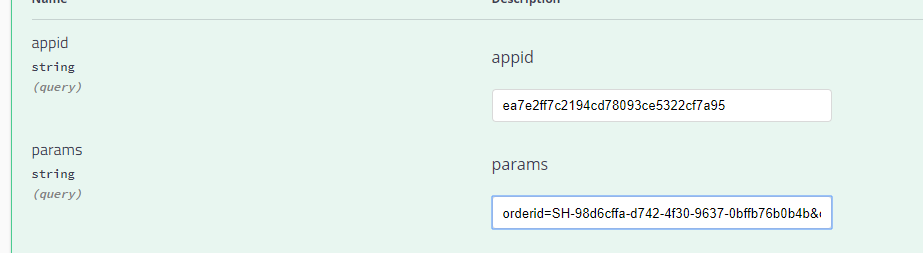 Name Description
appid
string
(query)
appid
ea7e2ff7c2194cd78093ce5322cf7a95
params
string
(query)
params
orderid=SH-98d6cffa-d742-4f30-9637-0bffb76b0b4b&